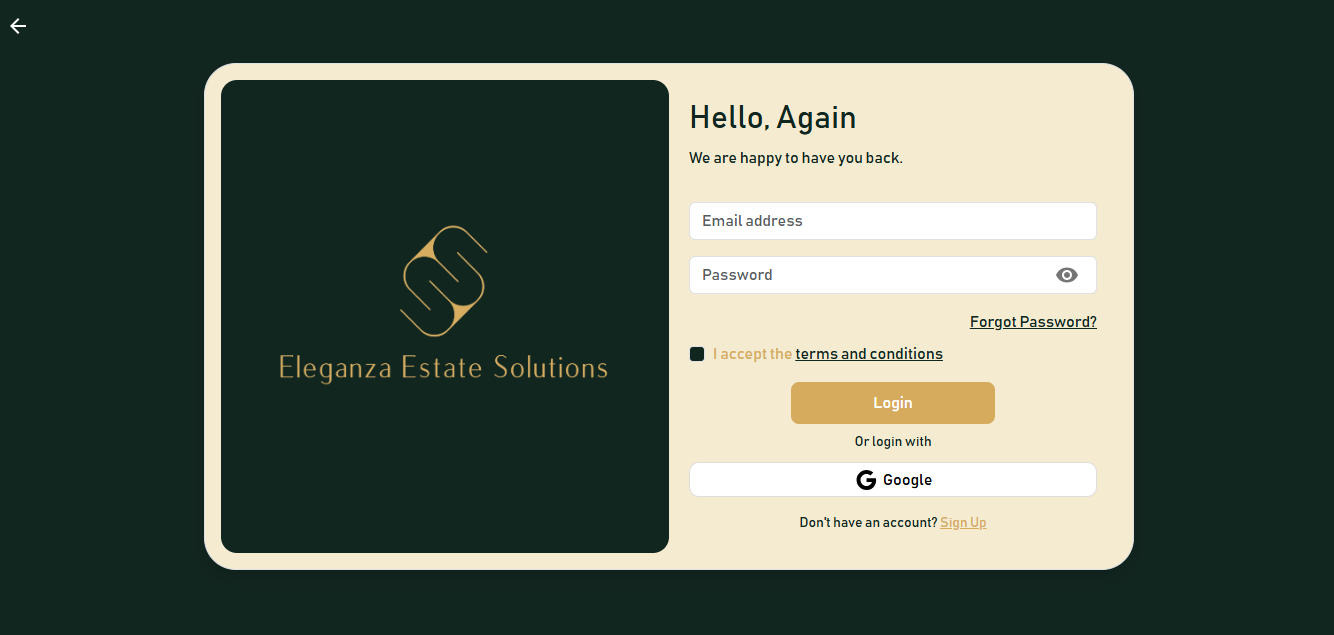 Hello, Again
We are happy to have you back.
Email address
Password
Forgot Password?
I accept the terms and conditions
Login
Or login with
Google
Don't have an account? Sign Up
Eleganza Estate Solutions